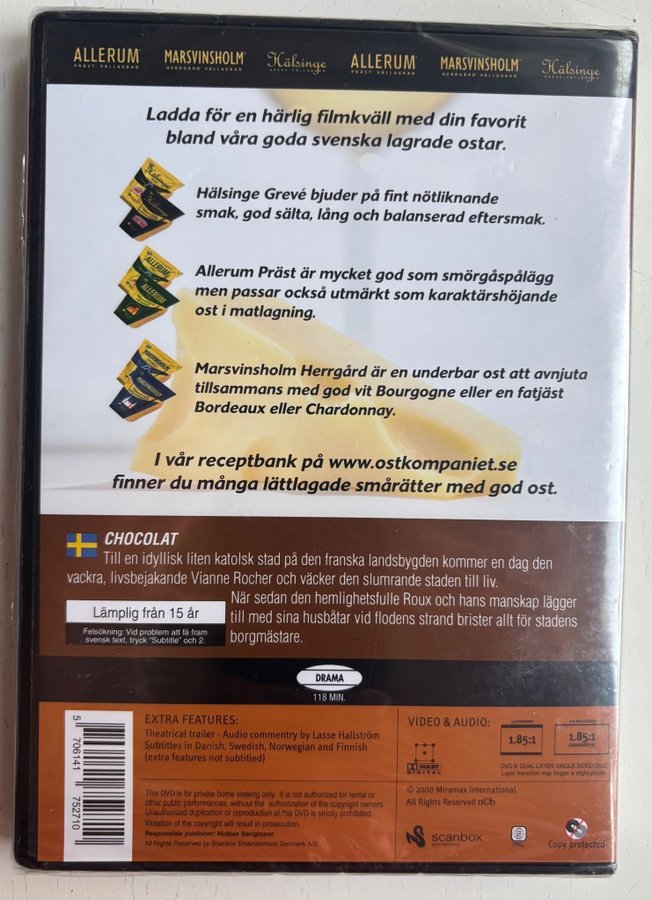 ALLERUM MARSVINSHOLM Hälsinge ALLERUM MARSVINSHOLM Hälsinge
PRÄST VÄLLAGRAD HERRGÅRD VÄLLAGRAD GREVÉ VÄLLAGRAD PRÄST VÄLLAGRAD HERRGÅRD VÄLLAGRAD GREVÉ VÄLLAGRAD
Ladda för en härlig filmkväll med din favorit
bland våra goda svenska lagrade ostar.
Hälsinge Grevé bjuder på fint nötliknande
smak, god sälta, lång och balanserad eftersmak.
Allerum Präst är mycket god som smörgåspålägg
men passar också utmärkt som karaktärshöjande
ost i matlagning.
Marsvinsholm Herrgård är en underbar ost att avnjuta
tillsammans med god vit Bourgogne eller en fatjäst
Bordeaux eller Chardonnay.
I vår receptbank på www.ostkompaniet.se
finner du många lättlagade smårätter med god ost.
CHOCOLAT
Till en idyllisk liten katolsk stad på den franska landsbygden kommer en dag den
vackra, livsbejakande Vianne Rocher och väcker den slumrande staden till liv.
När sedan den hemlighetsfulle Roux och hans manskap lägger
till med sina husbåtar vid flodens strand brister allt för stadens
borgmästare.
Lämplig från 15 år
Felsökning: Vid problem att få fram
svensk text, tryck "Subtitle" och 2.
DRAMA
118 MIN.
5 706141 752710
EXTRA FEATURES:
Theatrical trailer · Audio commentry by Lasse Hallström
Subtitles in Danish, Swedish, Norwegian and Finnish
(extra features not subtitled)
This DVD is for private home viewing only. It is not authorized for rental or
other public performances, without the authorization of the copyright owners.
Unauthorized duplication or reproduction of this DVD is strictly prohibited.
Violation of the copyright will result in prosecution.
Responsible publisher: Nicklas Bengtsson
All Rights Reserved by Scanbox Entertainment Denmark A/S
VIDEO & AUDIO:
1.85:1 1.85:1
ANAMORPHIC
DOLBY
DIGITAL
DVD 9: DUAL LAYER SINGLE SIDED DISC
Layer transition may trigger a slight pause.
© 2000 Miramax International.
All Rights Reserved
scanbox
entertainment
PAL
Copy protected